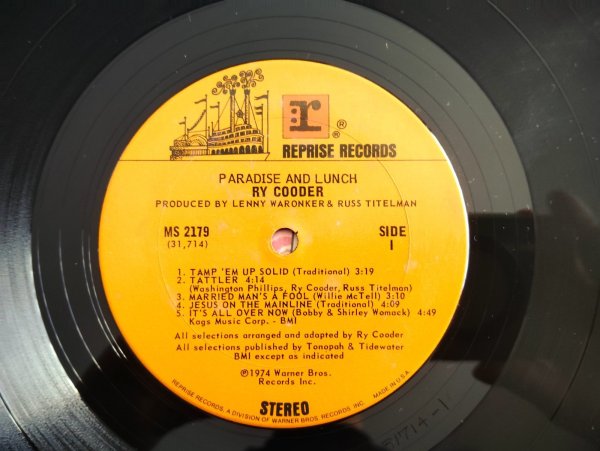 r ® ®
REPRISE RECORDS
PARADISE AND LUNCH
RY COODER
PRODUCED BY LENNY WARONKER & RUSS TITELMAN
MS 2179
(31,714)
SIDE
1
1. TAMP 'EM UP SOLID (Traditional) 3:19
2. TATTLER 4:14
(Washington Phillips, Ry Cooder, Russ Titelman)
3. MARRIED MAN'S A FOOL (Willie McTell) 3:10
4. JESUS ON THE MAINLINE (Traditional) 4:09
5. IT'S ALL OVER NOW (Bobby & Shirley Womack) 4:49
Kags Music Corp. - BMI
All selections arranged and adapted by Ry Cooder
All selections published by Tonopah & Tidewater
BMI except as indicated
℗1974 Warner Bros.
Records Inc.
STEREO
REPRISE RECORDS, A DIVISION OF WARNER BROS. RECORDS INC. MADE IN U.S.A.